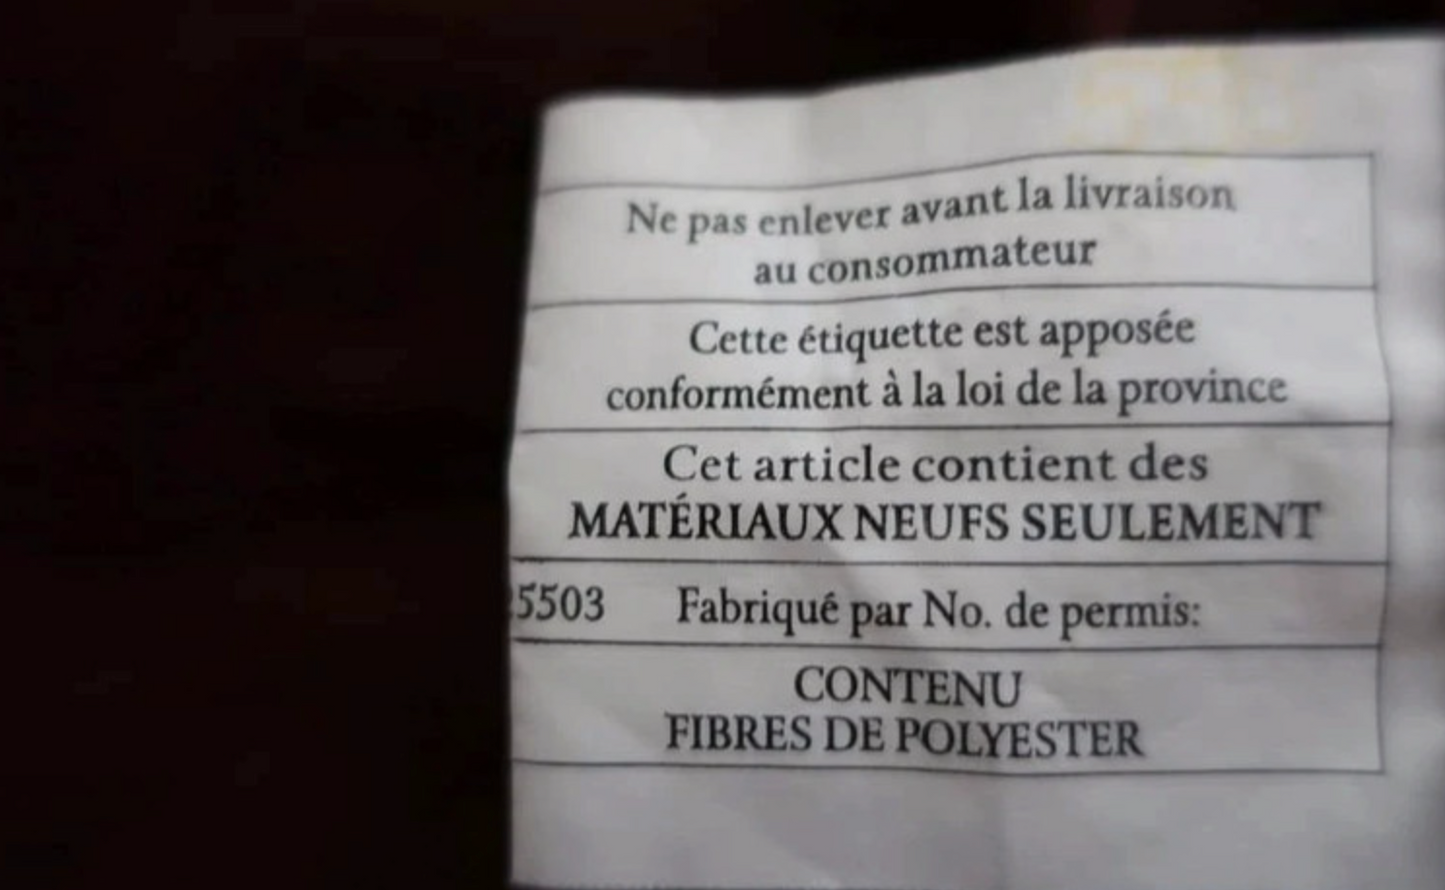 Ne pas enlever avant la livraison
au consommateur
Cette étiquette est apposée
conformément à la loi de la province
Cet article contient des
MATÉRIAUX NEUFS SEULEMENT
5503 Fabriqué par No. de permis:
CONTENU
FIBRES DE POLYESTER